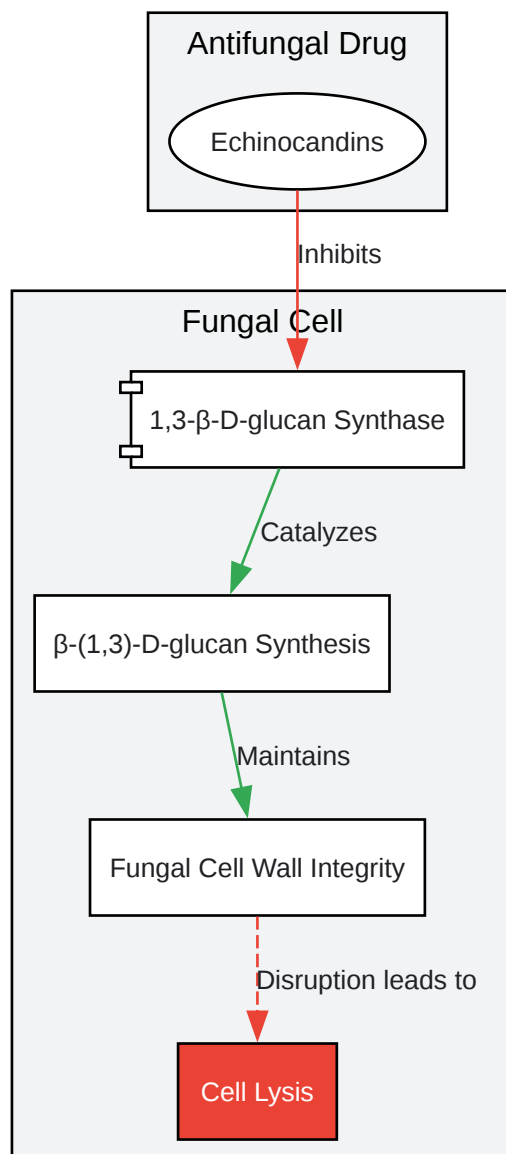 Antifungal Drug
Echinocandins
Inhibits
Fungal Cell
1,3-β-D-glucan Synthase
Catalyzes
β-(1,3)-D-glucan Synthesis
Maintains
Fungal Cell Wall Integrity
Disruption leads to
Cell Lysis